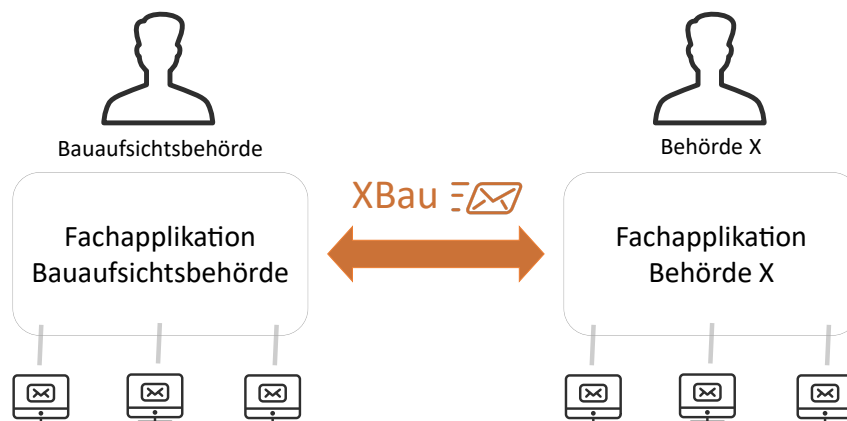 Bauaufsichtsbehörde
Behörde X
XBau
Fachapplikation
Bauaufsichtsbehörde
Fachapplikation
Behörde X